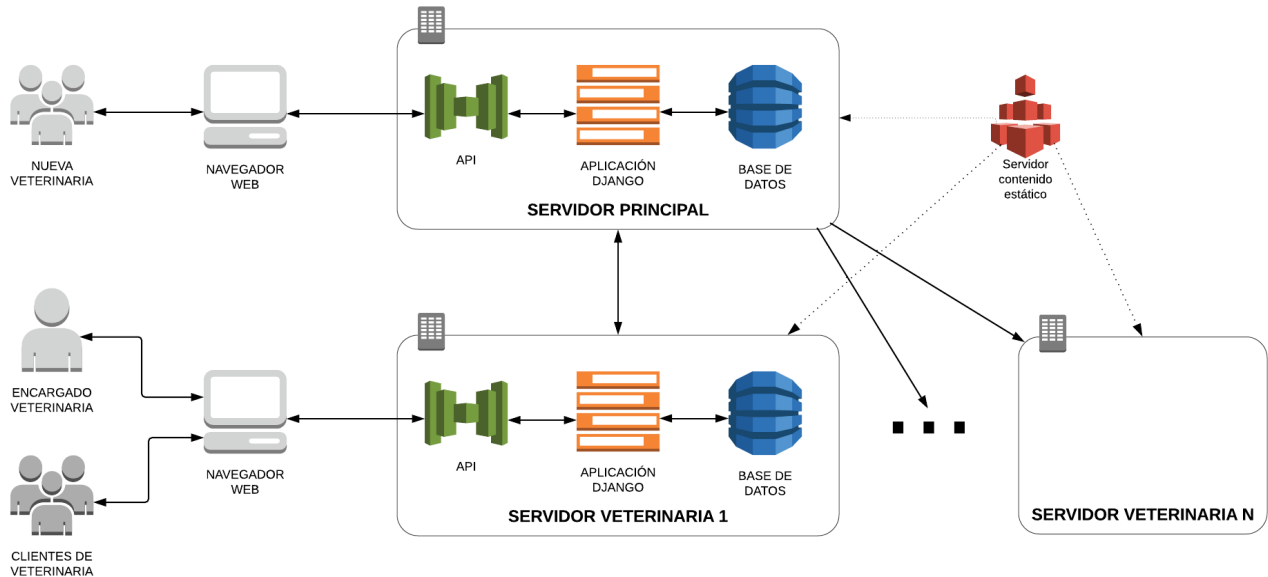 NUEVA
VETERINARIA
NAVEGADOR
WEB
API
APLICACIÓN
DJANGO
BASE DE
DATOS
SERVIDOR PRINCIPAL
Servidor
contenido
estático
ENCARGADO
VETERINARIA
CLIENTES DE
VETERINARIA
NAVEGADOR
WEB
API
APLICACIÓN
DJANGO
BASE DE
DATOS
SERVIDOR VETERINARIA 1
SERVIDOR VETERINARIA N